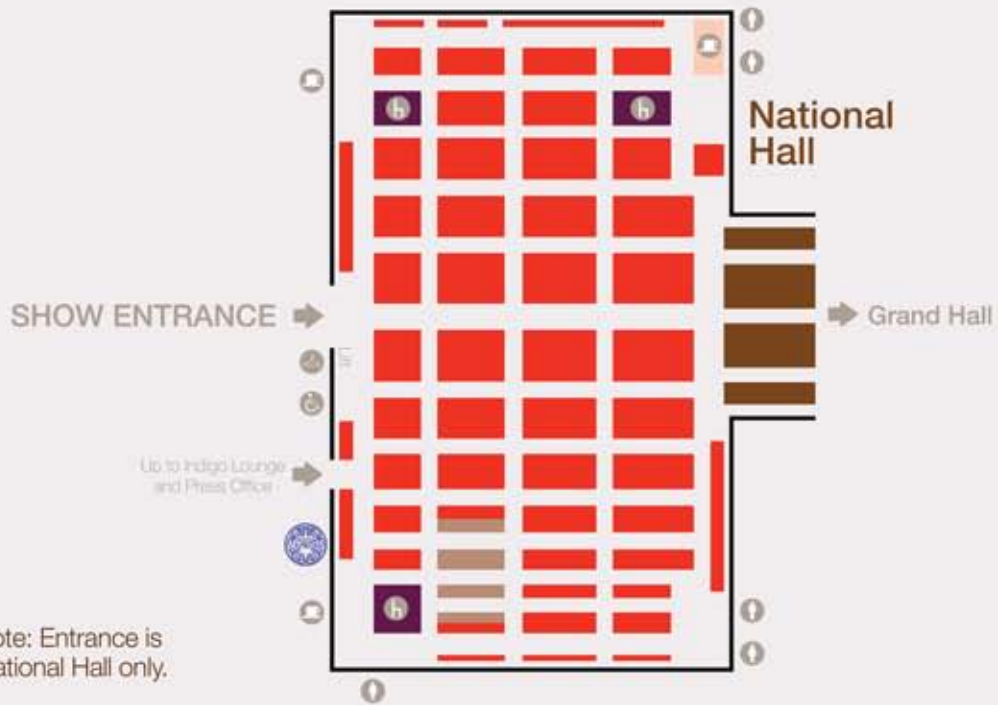 National
Hall
SHOW ENTRANCE
Grand Hall
Lift
Up to Indigo Lounge
and Press Office
h
h
h
ote: Entrance is
ational Hall only.